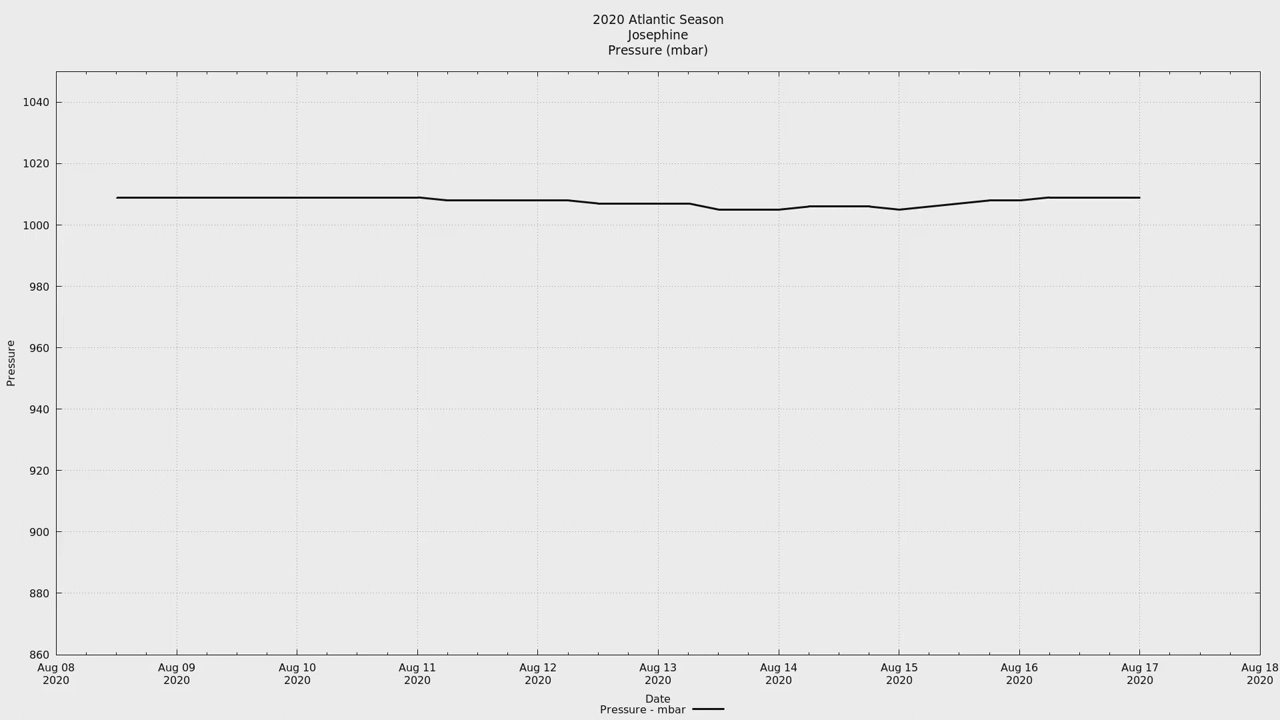 2020 Atlantic Season
Josephine
Pressure (mbar)
1040
1020
1000
980
960
940
920
900
880
860
Pressure
Aug 08 Aug 09 Aug 10 Aug 11 Aug 12 Aug 13 Aug 14 Aug 15 Aug 16 Aug 17 Aug 18
2020 2020 2020 2020 2020 2020 2020 2020 2020 2020 2020
Date
Pressure - mbar